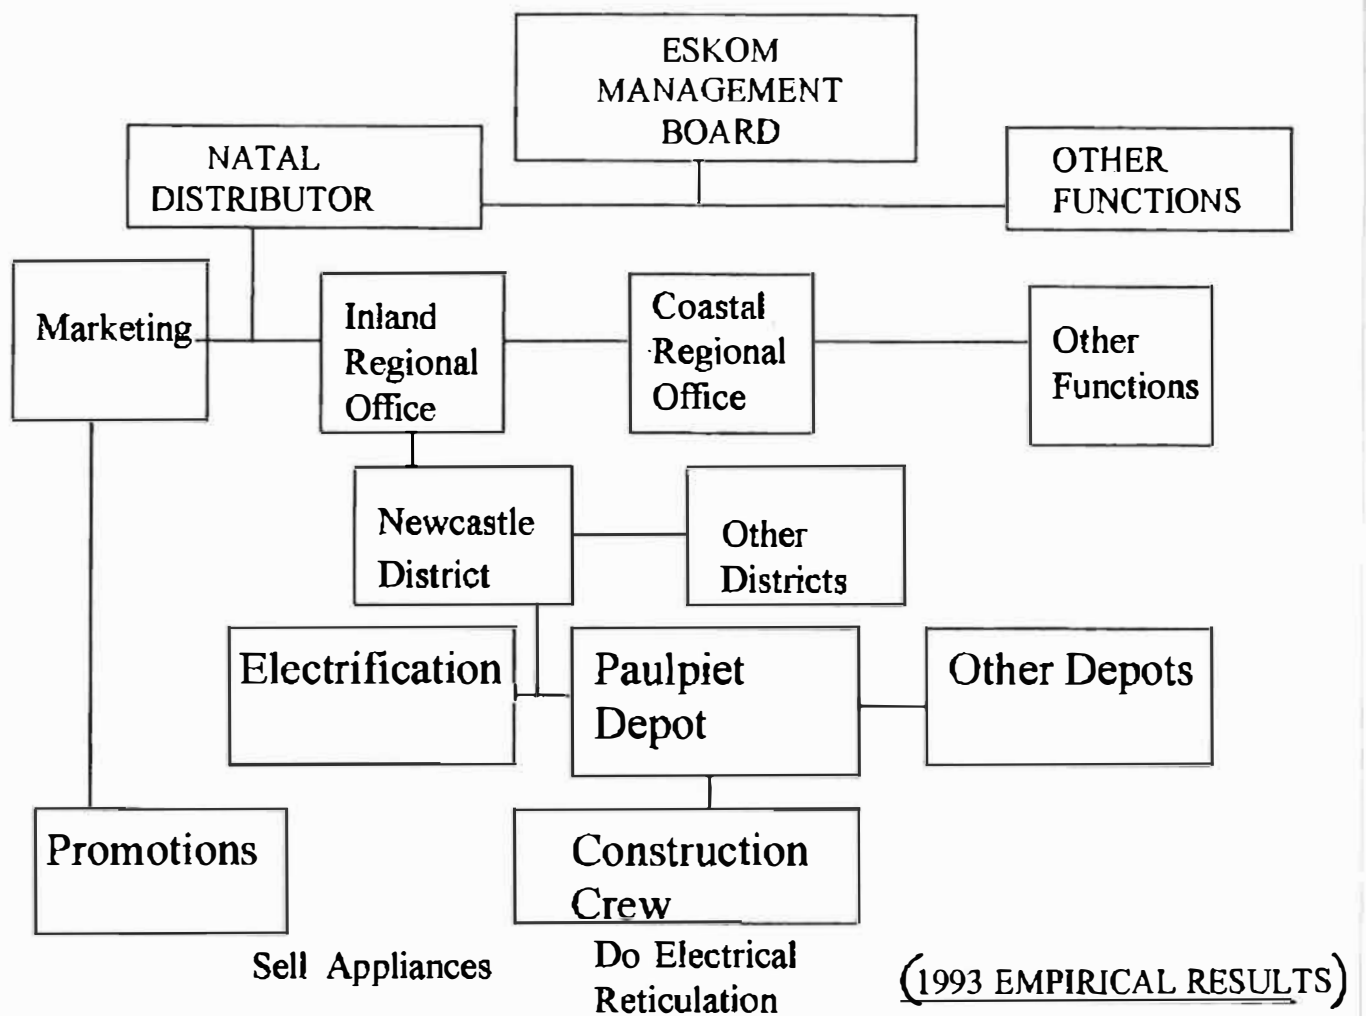 ESKOM
MANAGEMENT
BOARD
NATAL
DISTRIBUTOR
OTHER
FUNCTIONS
Marketing
Inland
Regional
Office
Coastal
Regional
Office
Other
Functions
Newcastle
District
Other
Districts
Electrification
Paulpiet
Depot
Other Depots
Promotions
Construction
Crew
Sell Appliances
Do Electrical
Reticulation
(1993 EMPIRICAL RESULTS)